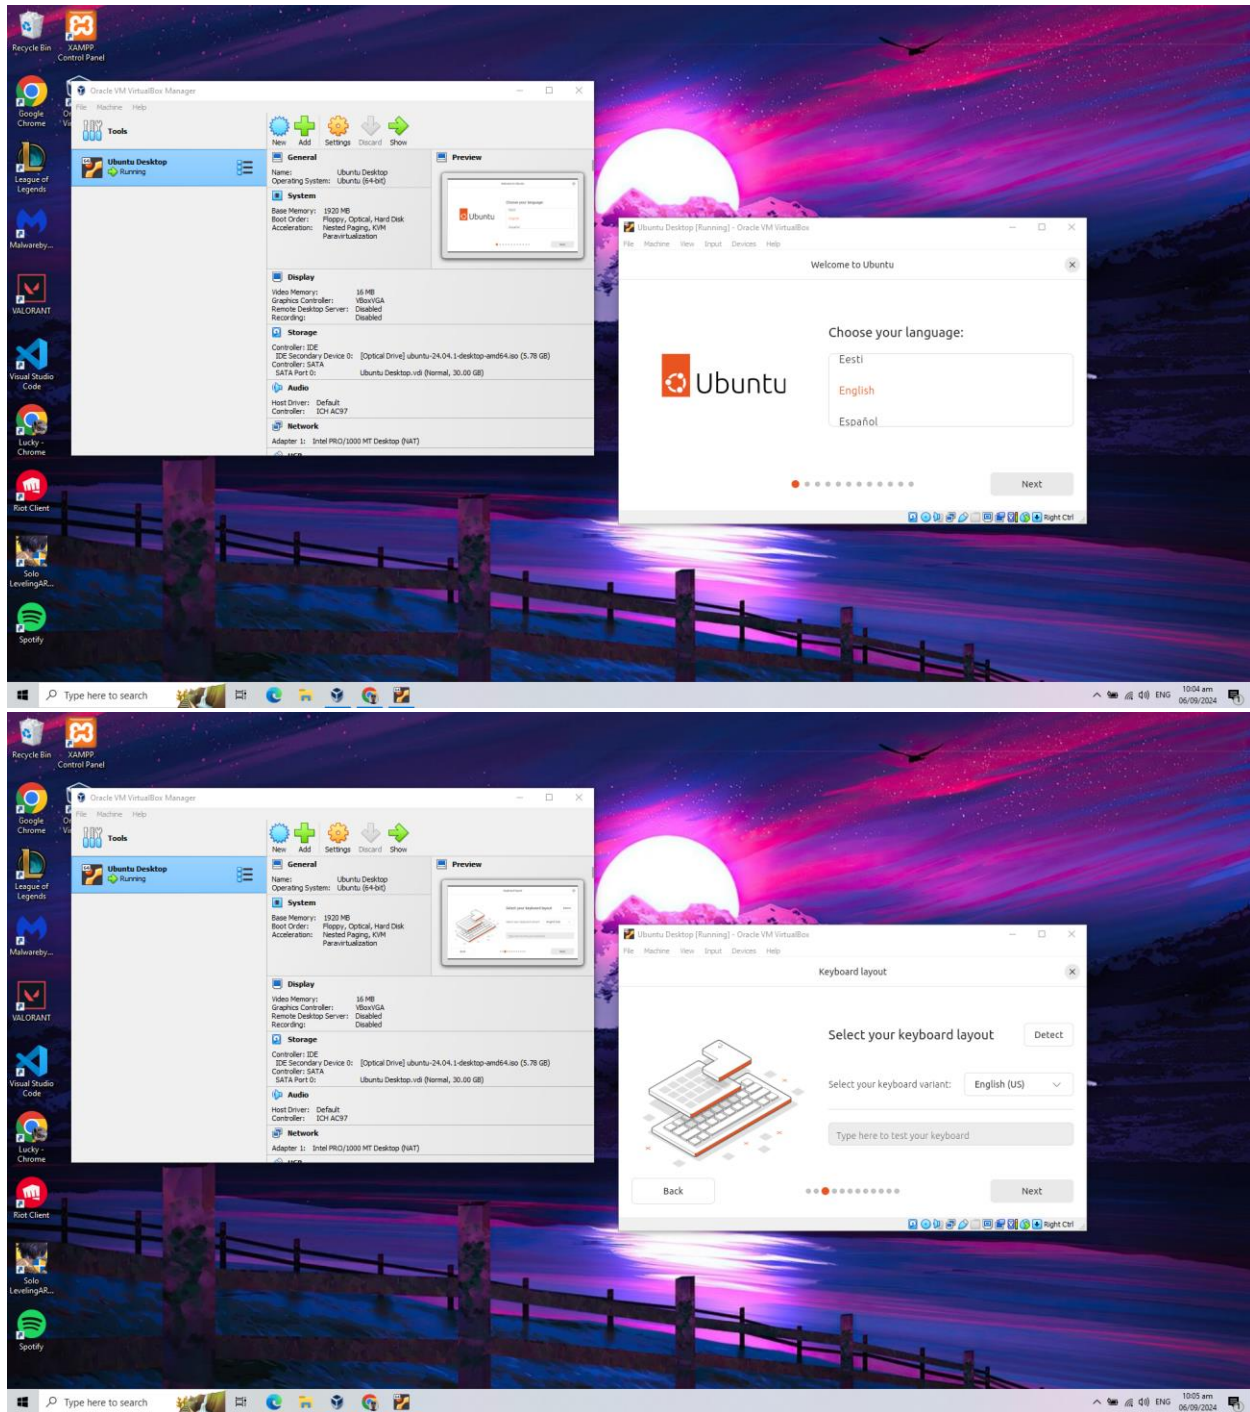 Recycle Bin
XAMPP
Control Panel
Google
Chrome
League of
Legends
Malwareby...
VALORANT
Visual Studio
Code
Lucky -
Chrome
Riot Client
Solo
LevelingAR...
Spotify
Oracle VM VirtualBox Manager
File Machine Help
Tools
Ubuntu Desktop
Running
New Add Settings Discard Show
General
Name: Ubuntu Desktop
Operating System: Ubuntu (64-bit)
System
Base Memory: 1920 MB
Boot Order: Floppy, Optical, Hard Disk
Acceleration: Nested Paging, KVM
Paravirtualization
Preview
Choose your language:
English
Ubuntu
Display
Video Memory: 16 MB
Graphics Controller: VBoxVGA
Remote Desktop Server: Disabled
Recording: Disabled
Storage
Controller: IDE
IDE Secondary Device 0: [Optical Drive] ubuntu-24.04.1-desktop-amd64.iso (5.78 GB)
Controller: SATA
SATA Port 0: Ubuntu Desktop.vdi (Normal, 30.00 GB)
Audio
Host Driver: Default
Controller: ICH AC97
Network
Adapter 1: Intel PRO/1000 MT Desktop (NAT)
Ubuntu Desktop [Running] - Oracle VM VirtualBox
File Machine View Input Devices Help
Welcome to Ubuntu
Choose your language:
Eesti
English
Español
Ubuntu
Next
Right Ctrl
Type here to search
ENG
10:04 am
06/09/2024
Recycle Bin
XAMPP
Control Panel
Google
Chrome
League of
Legends
Malwareby...
VALORANT
Visual Studio
Code
Lucky -
Chrome
Riot Client
Solo
LevelingAR...
Spotify
Oracle VM VirtualBox Manager
File Machine Help
Tools
Ubuntu Desktop
Running
New Add Settings Discard Show
General
Name: Ubuntu Desktop
Operating System: Ubuntu (64-bit)
System
Base Memory: 1920 MB
Boot Order: Floppy, Optical, Hard Disk
Acceleration: Nested Paging, KVM
Paravirtualization
Preview
Select your keyboard layout
Display
Video Memory: 16 MB
Graphics Controller: VBoxVGA
Remote Desktop Server: Disabled
Recording: Disabled
Storage
Controller: IDE
IDE Secondary Device 0: [Optical Drive] ubuntu-24.04.1-desktop-amd64.iso (5.78 GB)
Controller: SATA
SATA Port 0: Ubuntu Desktop.vdi (Normal, 30.00 GB)
Audio
Host Driver: Default
Controller: ICH AC97
Network
Adapter 1: Intel PRO/1000 MT Desktop (NAT)
Ubuntu Desktop [Running] - Oracle VM VirtualBox
File Machine View Input Devices Help
Keyboard layout
Select your keyboard layout
Detect
Select your keyboard variant: English (US)
Type here to test your keyboard
Back
Next
Right Ctrl
Type here to search
ENG
10:05 am
06/09/2024